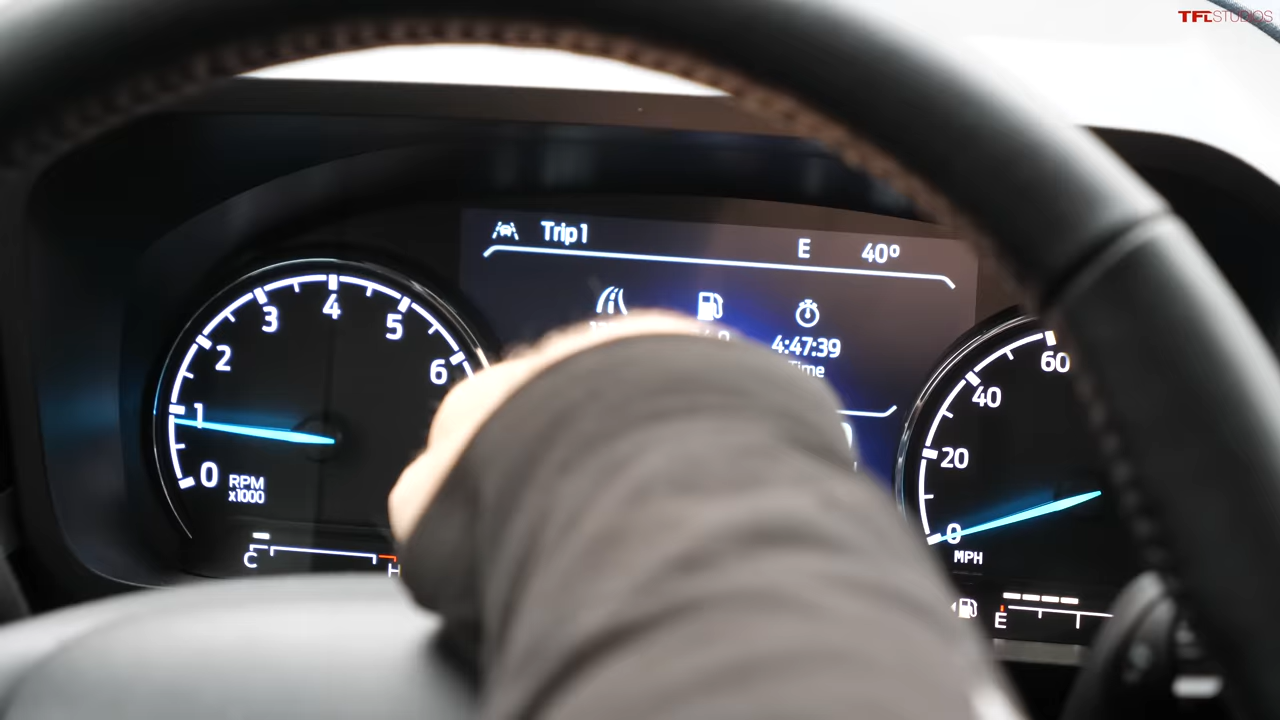 TFLSTUDIOS
Trip 1 E 40°
4:47:39
Time
0 1 2 3 4 5 6
RPM
x1000
C H
0 20 40 60
MPH
E